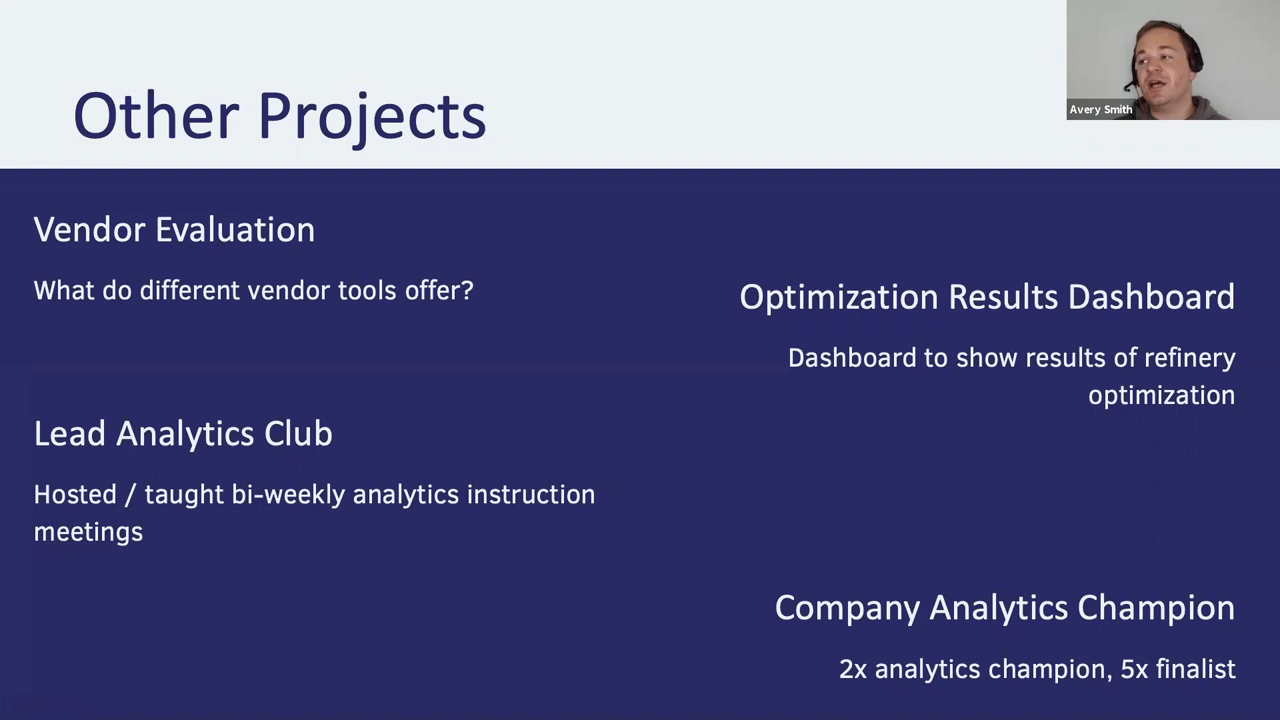 Other Projects
Avery Smith
Vendor Evaluation
What do different vendor tools offer?
Optimization Results Dashboard
Dashboard to show results of refinery
optimization
Lead Analytics Club
Hosted / taught bi-weekly analytics instruction
meetings
Company Analytics Champion
2x analytics champion, 5x finalist